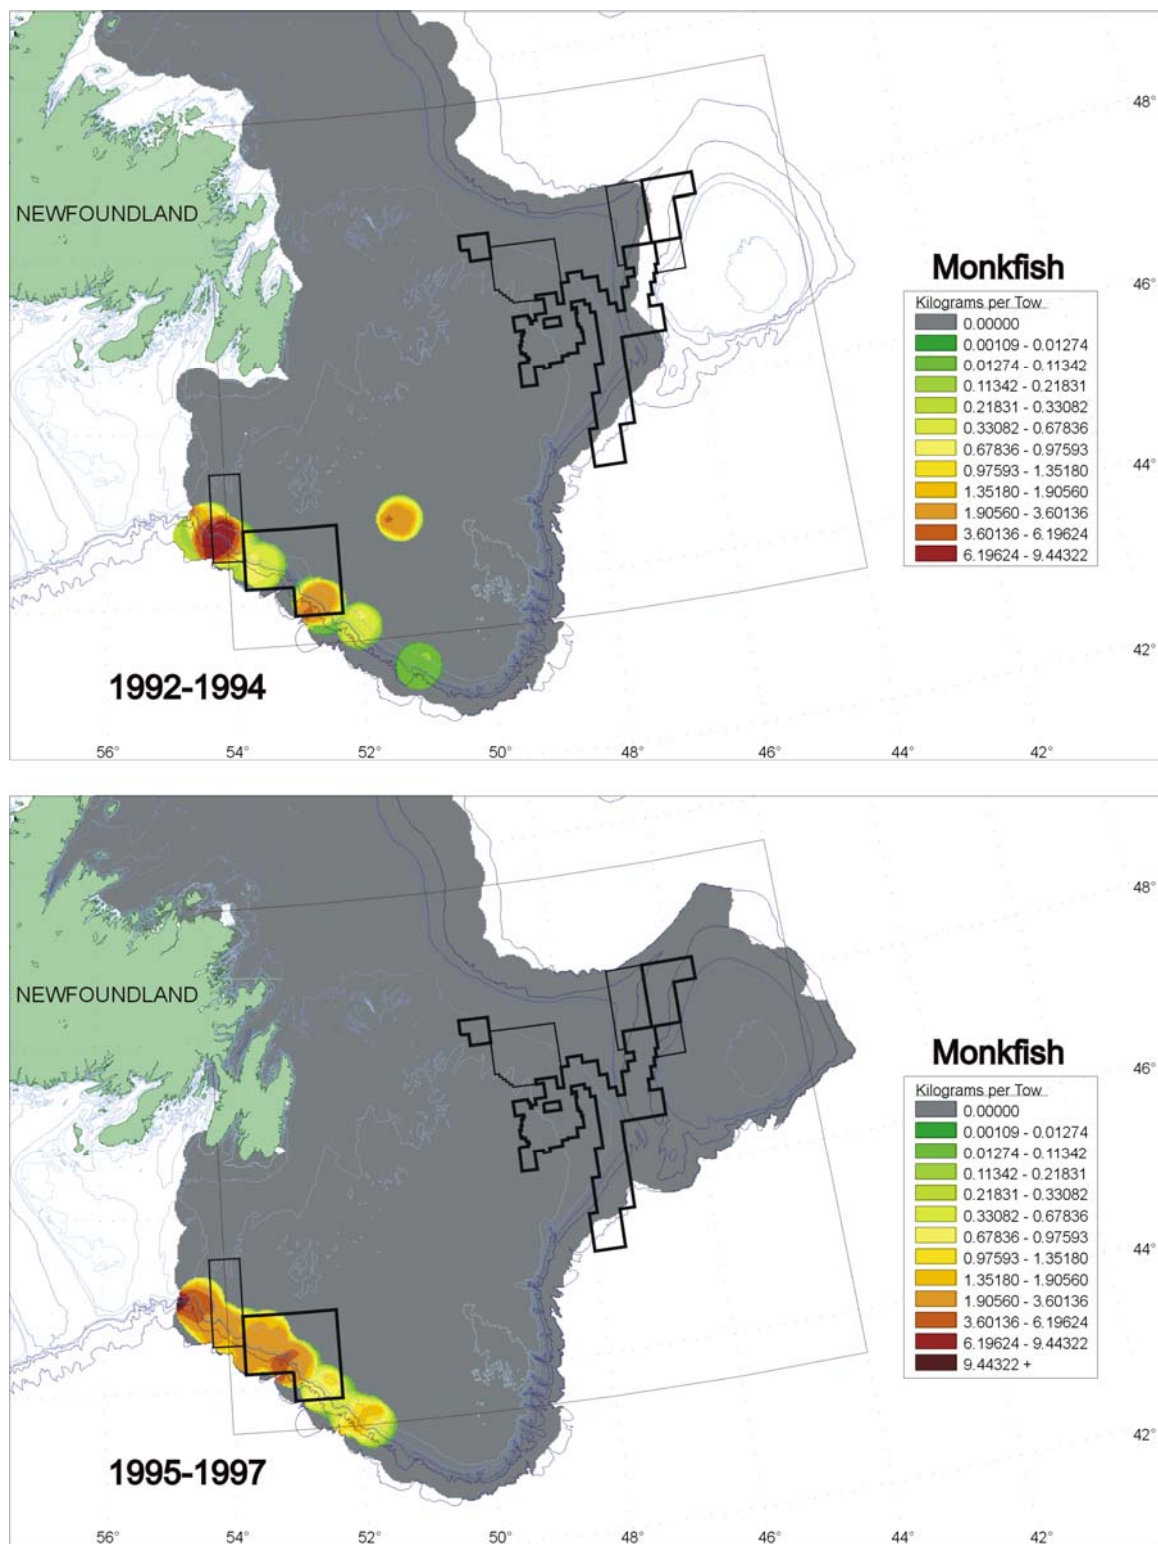 48°
NEWFOUNDLAND
46°
Monkfish
Kilograms per Tow
0.00000
0.00109 - 0.01274
0.01274 - 0.11342
0.11342 - 0.21831
0.21831 - 0.33082
0.33082 - 0.67836
0.67836 - 0.97593
0.97593 - 1.35180
1.35180 - 1.90560
1.90560 - 3.60136
3.60136 - 6.19624
6.19624 - 9.44322
44°
42°
1992-1994
56° 54° 52° 50° 48° 46° 44° 42°
48°
NEWFOUNDLAND
46°
Monkfish
Kilograms per Tow
0.00000
0.00109 - 0.01274
0.01274 - 0.11342
0.11342 - 0.21831
0.21831 - 0.33082
0.33082 - 0.67836
0.67836 - 0.97593
0.97593 - 1.35180
1.35180 - 1.90560
1.90560 - 3.60136
3.60136 - 6.19624
6.19624 - 9.44322
9.44322 +
44°
42°
1995-1997
56° 54° 52° 50° 48° 46° 44° 42°